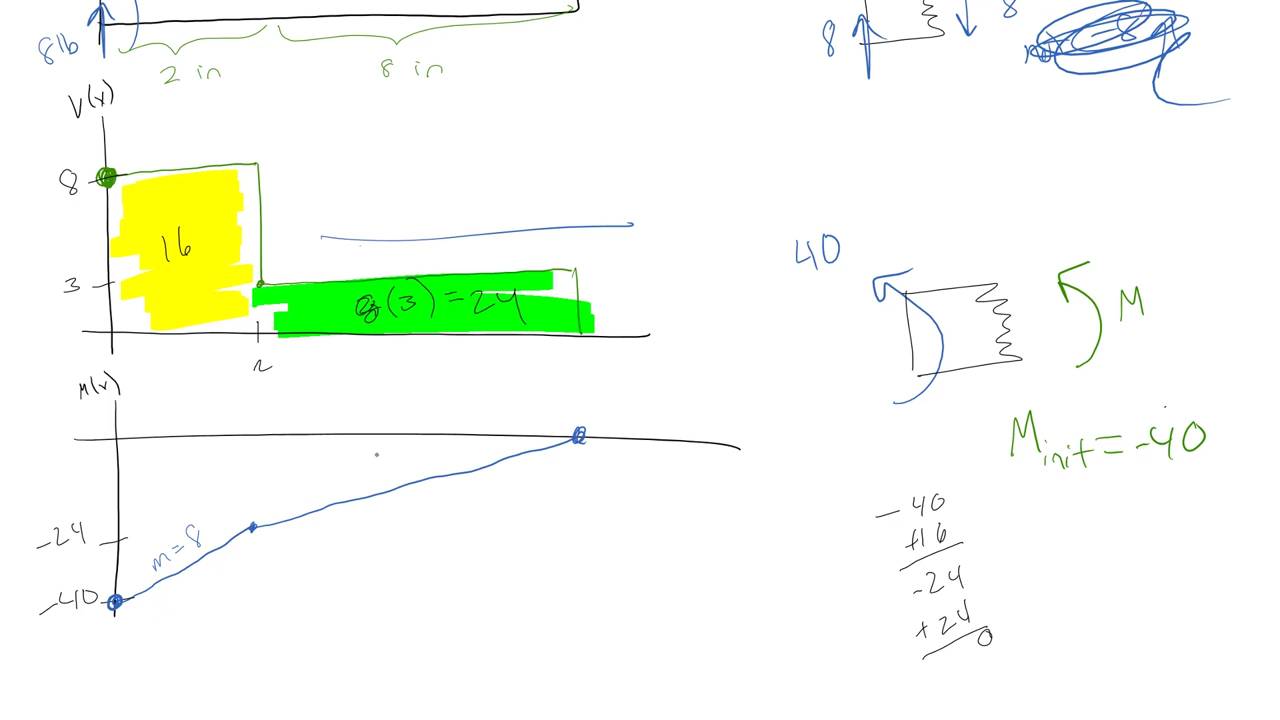 8lb
2 in
8 in
8
8
V(x)
8
16
3
8(3) = 24
2
M(x)
-24
m=8
-40
40
M
Minit = -40
-40
+16
-24
+24
0